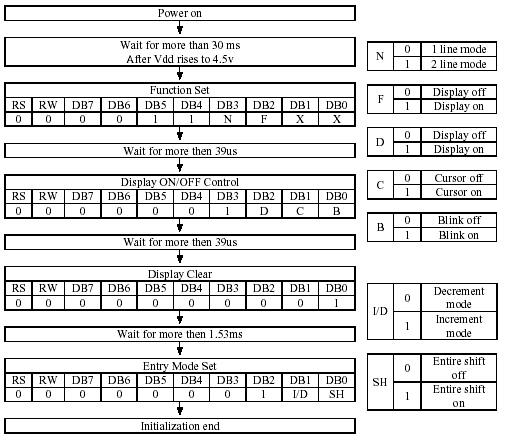 Power on
Wait for more than 30 ms
After Vdd rises to 4.5v
Function Set
RS RW DB7 DB6 DB5 DB4 DB3 DB2 DB1 DB0
0 0 0 0 1 1 N F X X
Wait for more than 39us
Display ON/OFF Control
RS RW DB7 DB6 DB5 DB4 DB3 DB2 DB1 DB0
0 0 0 0 0 0 1 D C B
Wait for more then 39us
Display Clear
RS RW DB7 DB6 DB5 DB4 DB3 DB2 DB1 DB0
0 0 0 0 0 0 0 0 0 1
Wait for more then 1.53ms
Entry Mode Set
RS RW DB7 DB6 DB5 DB4 DB3 DB2 DB1 DB0
0 0 0 0 0 0 0 1 I/D SH
Initialization end
N
0 1 line mode
1 2 line mode
F
0 Display off
1 Display on
D
0 Display off
1 Display on
C
0 Cursor off
1 Cursor on
B
0 Blink off
1 Blink on
I/D
0 Decrement
mode
1 Increment
mode
SH
0 Entire shift
off
1 Entire shift
on